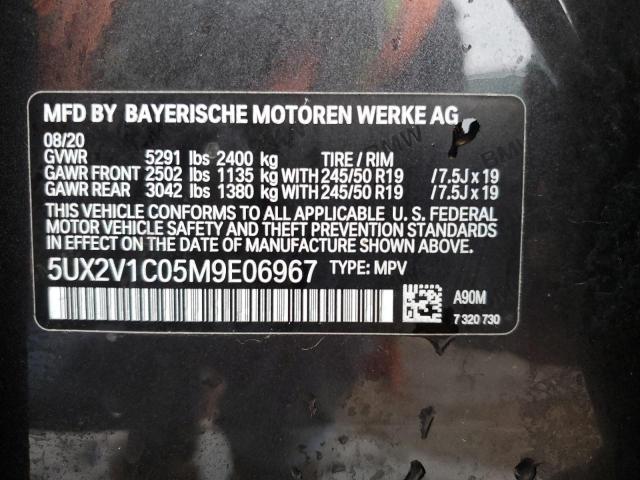 MFD BY BAYERISCHE MOTOREN WERKE AG
08/20
GVWR 5291 lbs 2400 kg TIRE / RIM
GAWR FRONT 2502 lbs 1135 kg WITH 245/50 R19 /7.5J x 19
GAWR REAR 3042 lbs 1380 kg WITH 245/50 R19 /7.5J x 19
THIS VEHICLE CONFORMS TO ALL APPLICABLE U. S. FEDERAL
MOTOR VEHICLE SAFETY AND THEFT PREVENTION STANDARDS
IN EFFECT ON THE DATE OF MANUFACTURE SHOWN ABOVE.
5UX2V1C05M9E06967 TYPE: MPV
A90M
7 320 730
BMW